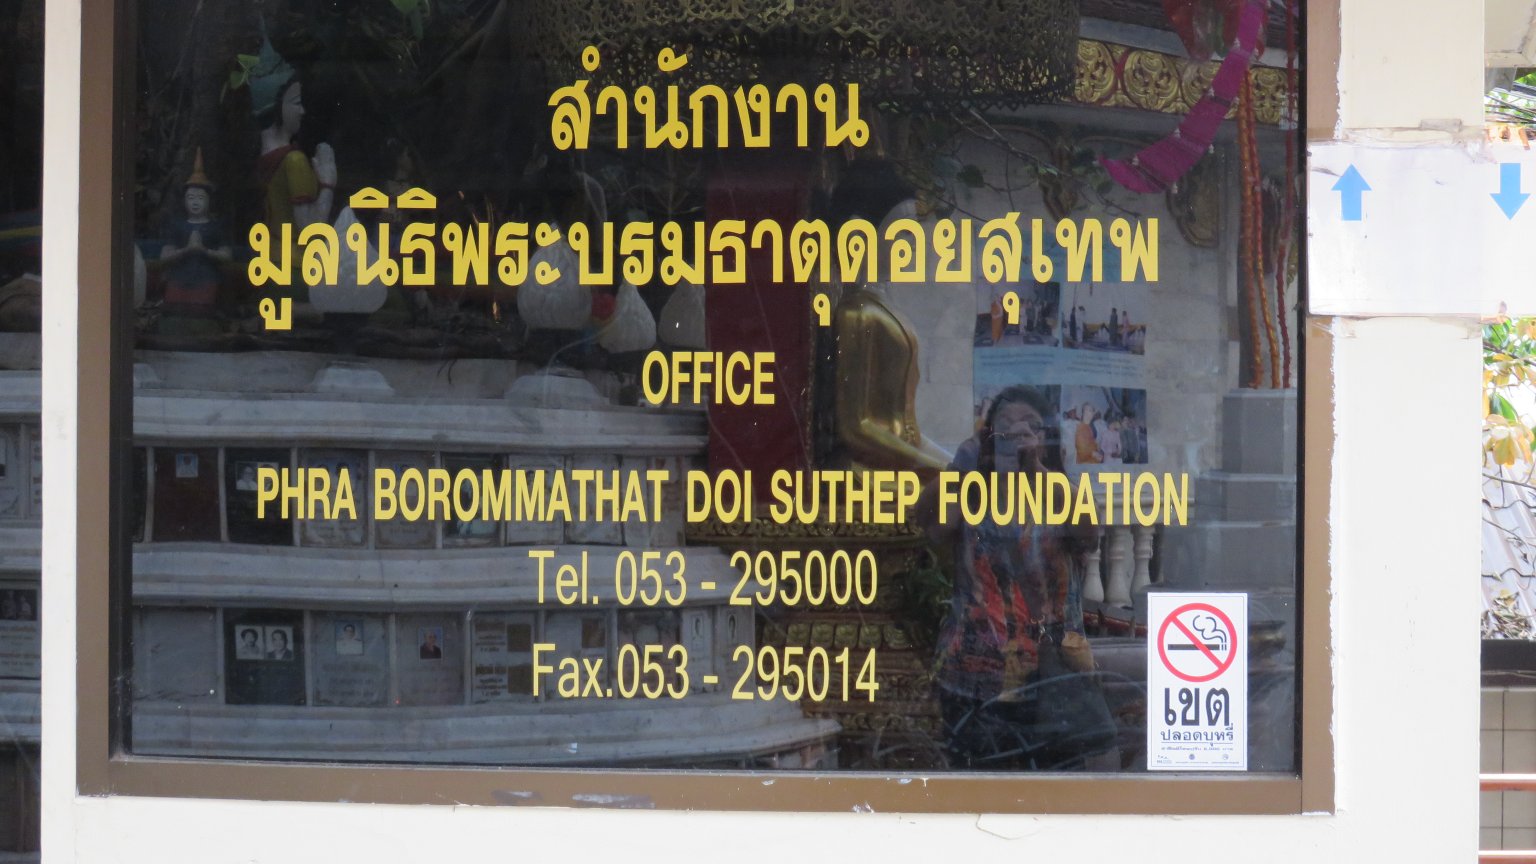 สำนักงาน
มูลนิธิพระบรมธาตุดอยสุเทพ
OFFICE
PHRA BOROMMATHAT DOI SUTHEP FOUNDATION
Tel. 053 - 295000
Fax.053 - 295014
เขต
ปลอดบุหรี่